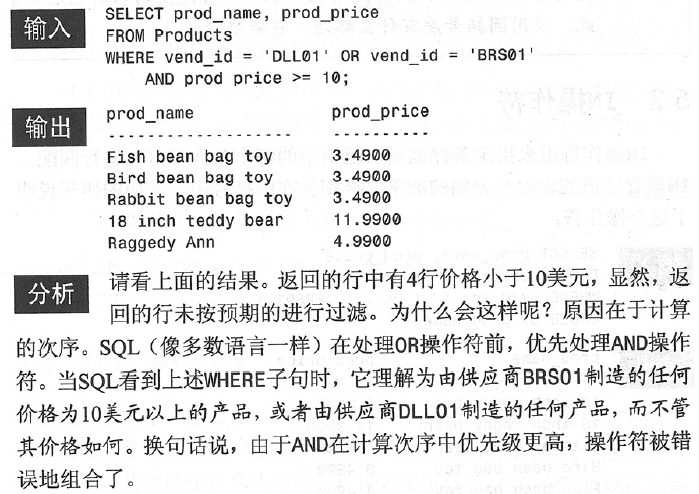 输入
SELECT prod_name, prod_price
FROM Products
WHERE vend_id = 'DLL01' OR vend_id = 'BRS01'
AND prod price >= 10;
输出
prod_name prod_price
------------------ ----------
Fish bean bag toy 3.4900
Bird bean bag toy 3.4900
Rabbit bean bag toy 3.4900
18 inch teddy bear 11.9900
Raggedy Ann 4.9900
分析
请看上面的结果。返回的行中有4行价格小于10美元，显然，返
回的行未按预期的进行过滤。为什么会这样呢？原因在于计算
的次序。SQL（像多数语言一样）在处理OR操作符前，优先处理AND操作
符。当SQL看到上述WHERE子句时，它理解为由供应商BRS01制造的任何
价格为10美元以上的产品，或者由供应商DLL01制造的任何产品，而不管
其价格如何。换句话说，由于AND在计算次序中优先级更高，操作符被错
误地组合了。